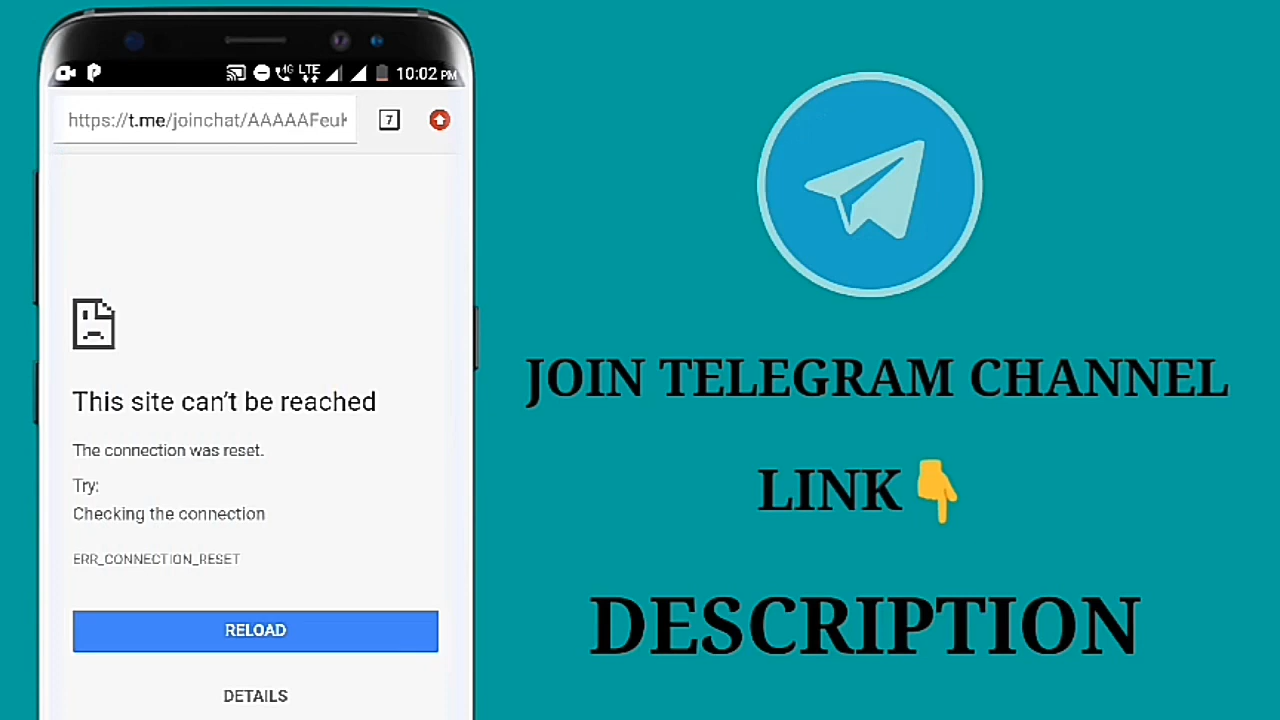 10:02 PM
https://t.me/joinchat/AAAAAFeuK
7
This site can't be reached
The connection was reset.
Try:
Checking the connection
ERR_CONNECTION_RESET
RELOAD
DETAILS
JOIN TELEGRAM CHANNEL
LINK👇
DESCRIPTION